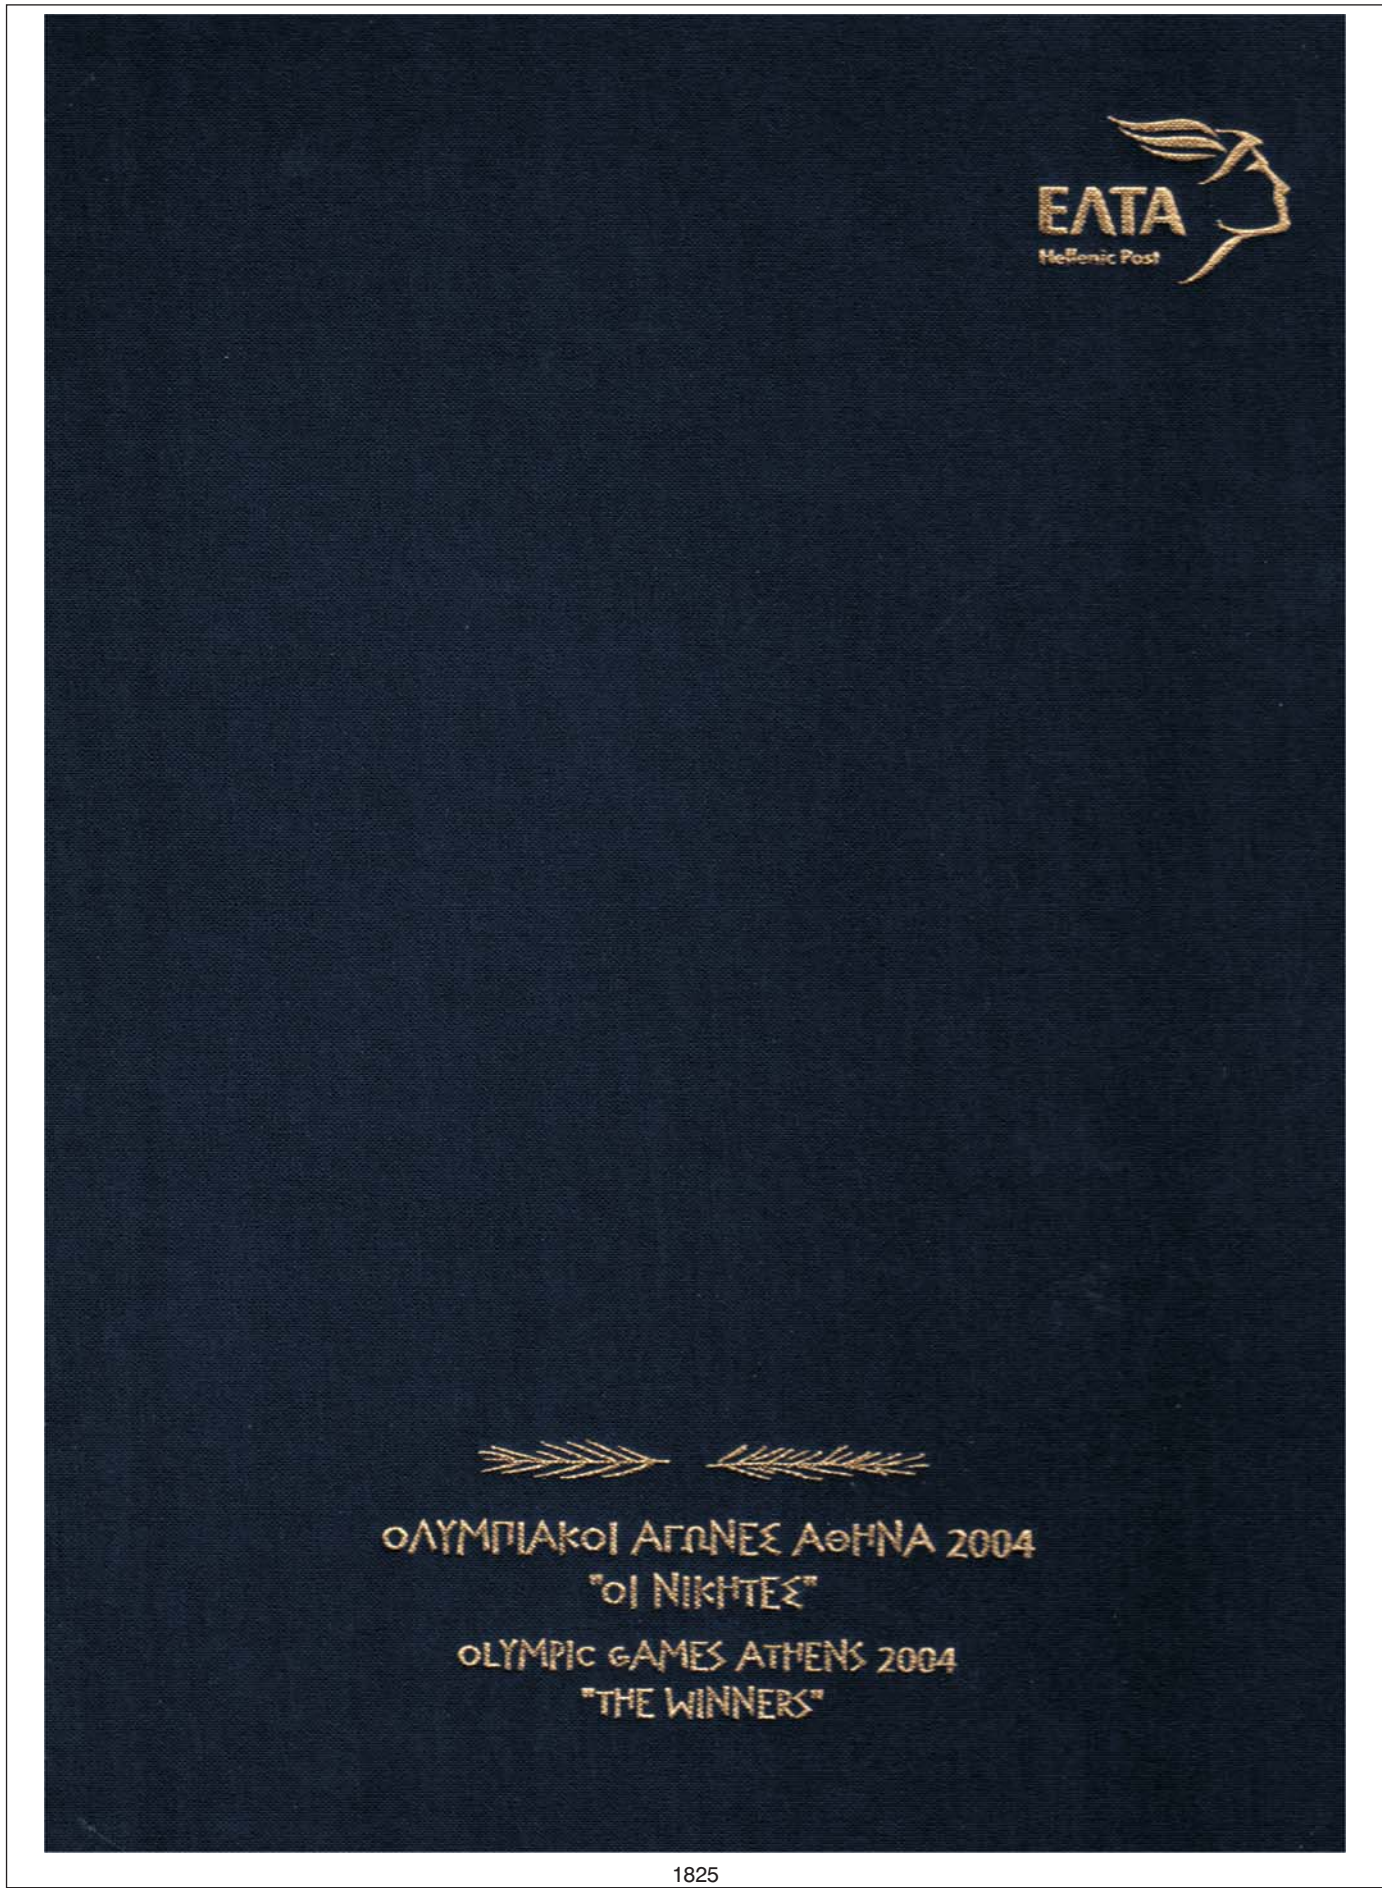 ΕΛΤΑ
Hellenic Post
ΟΛΥΜΠΙΑΚΟΙ ΑΓΩΝΕΣ ΑΘΗΝΑ 2004
"ΟΙ ΝΙΚΗΤΕΣ"
OLYMPIC GAMES ATHENS 2004
"THE WINNERS"
1825